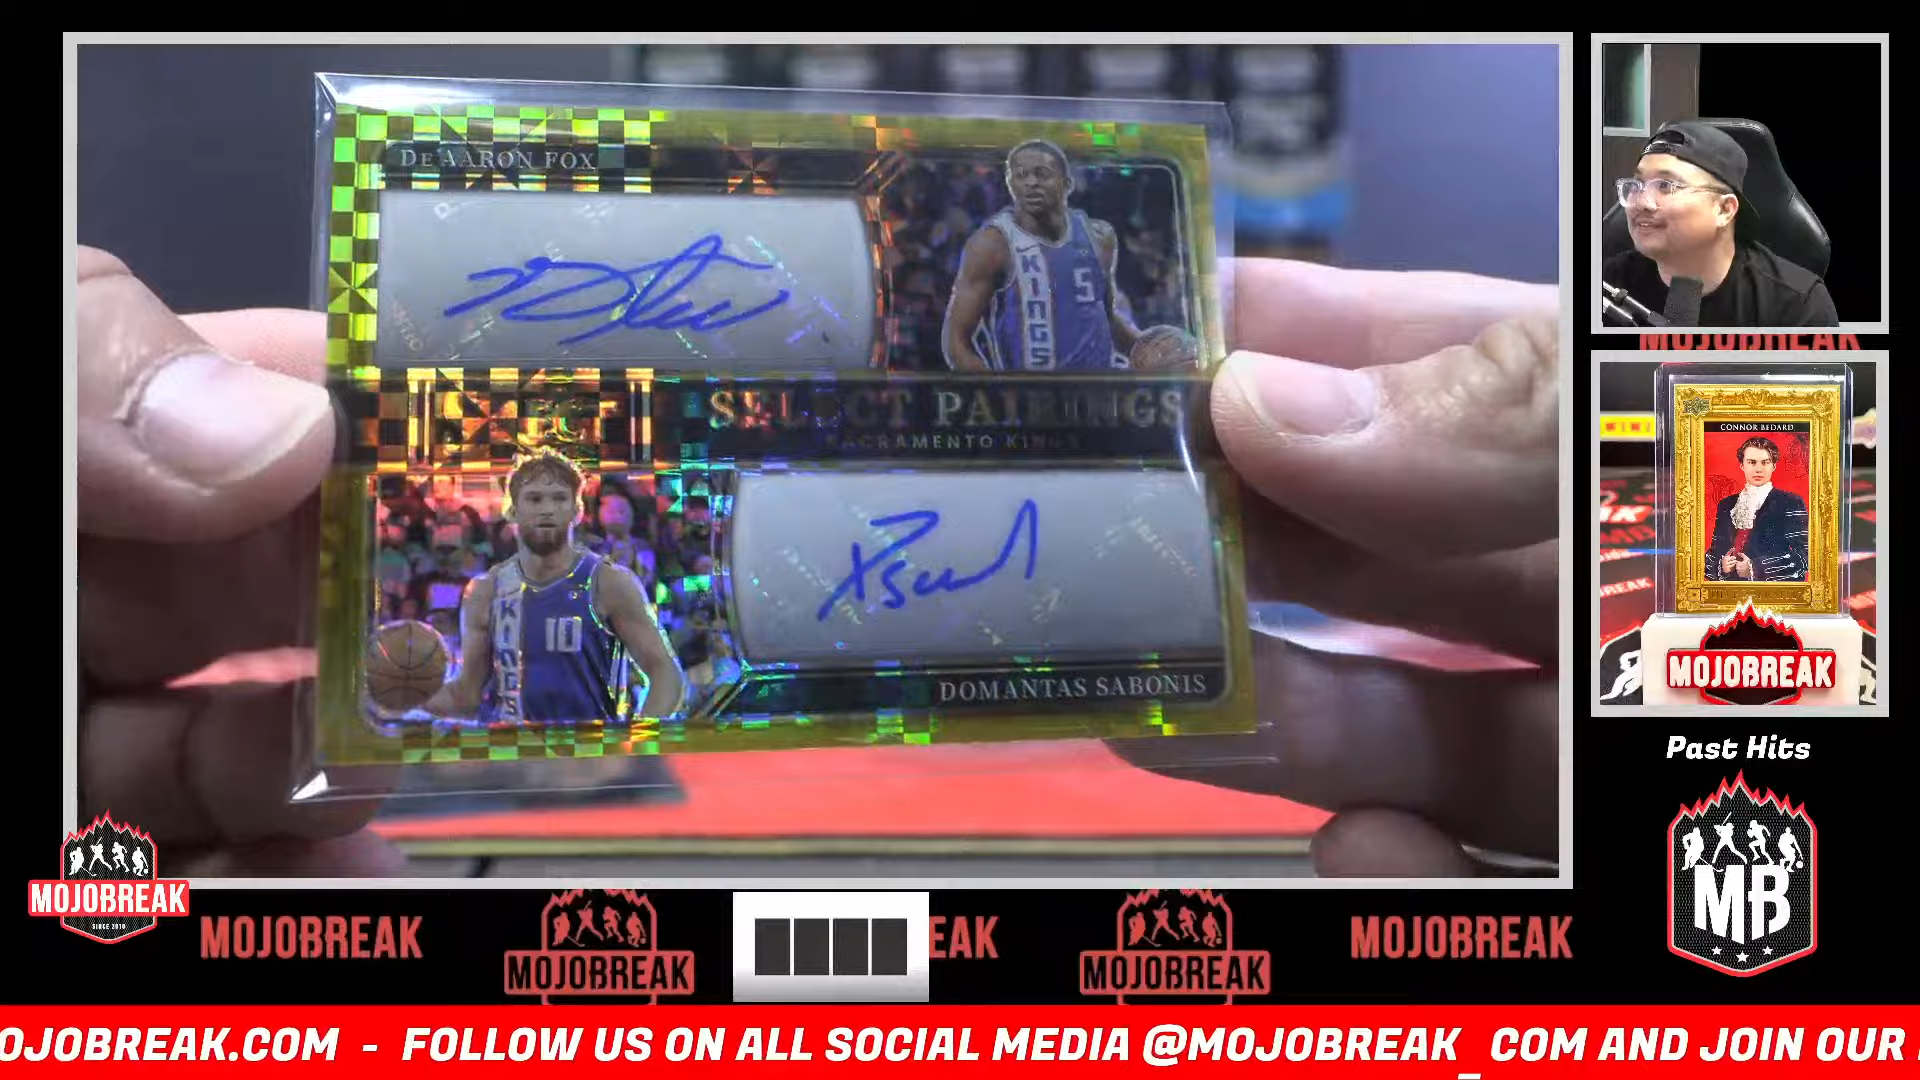 DE'AARON FOX
KINGS
5
SELECT PAIRINGS
SACRAMENTO KINGS
KINGS
10
DOMANTAS SABONIS
MOJOBREAK
CONNOR BEDARD
MOJOBREAK
Past Hits
MB
MOJOBREAK
SINCE 2010
MOJOBREAK
MOJOBREAK
EAK
MOJOBREAK
MOJOBREAK
OJOBREAK.COM - FOLLOW US ON ALL SOCIAL MEDIA @MOJOBREAK_COM AND JOIN OUR